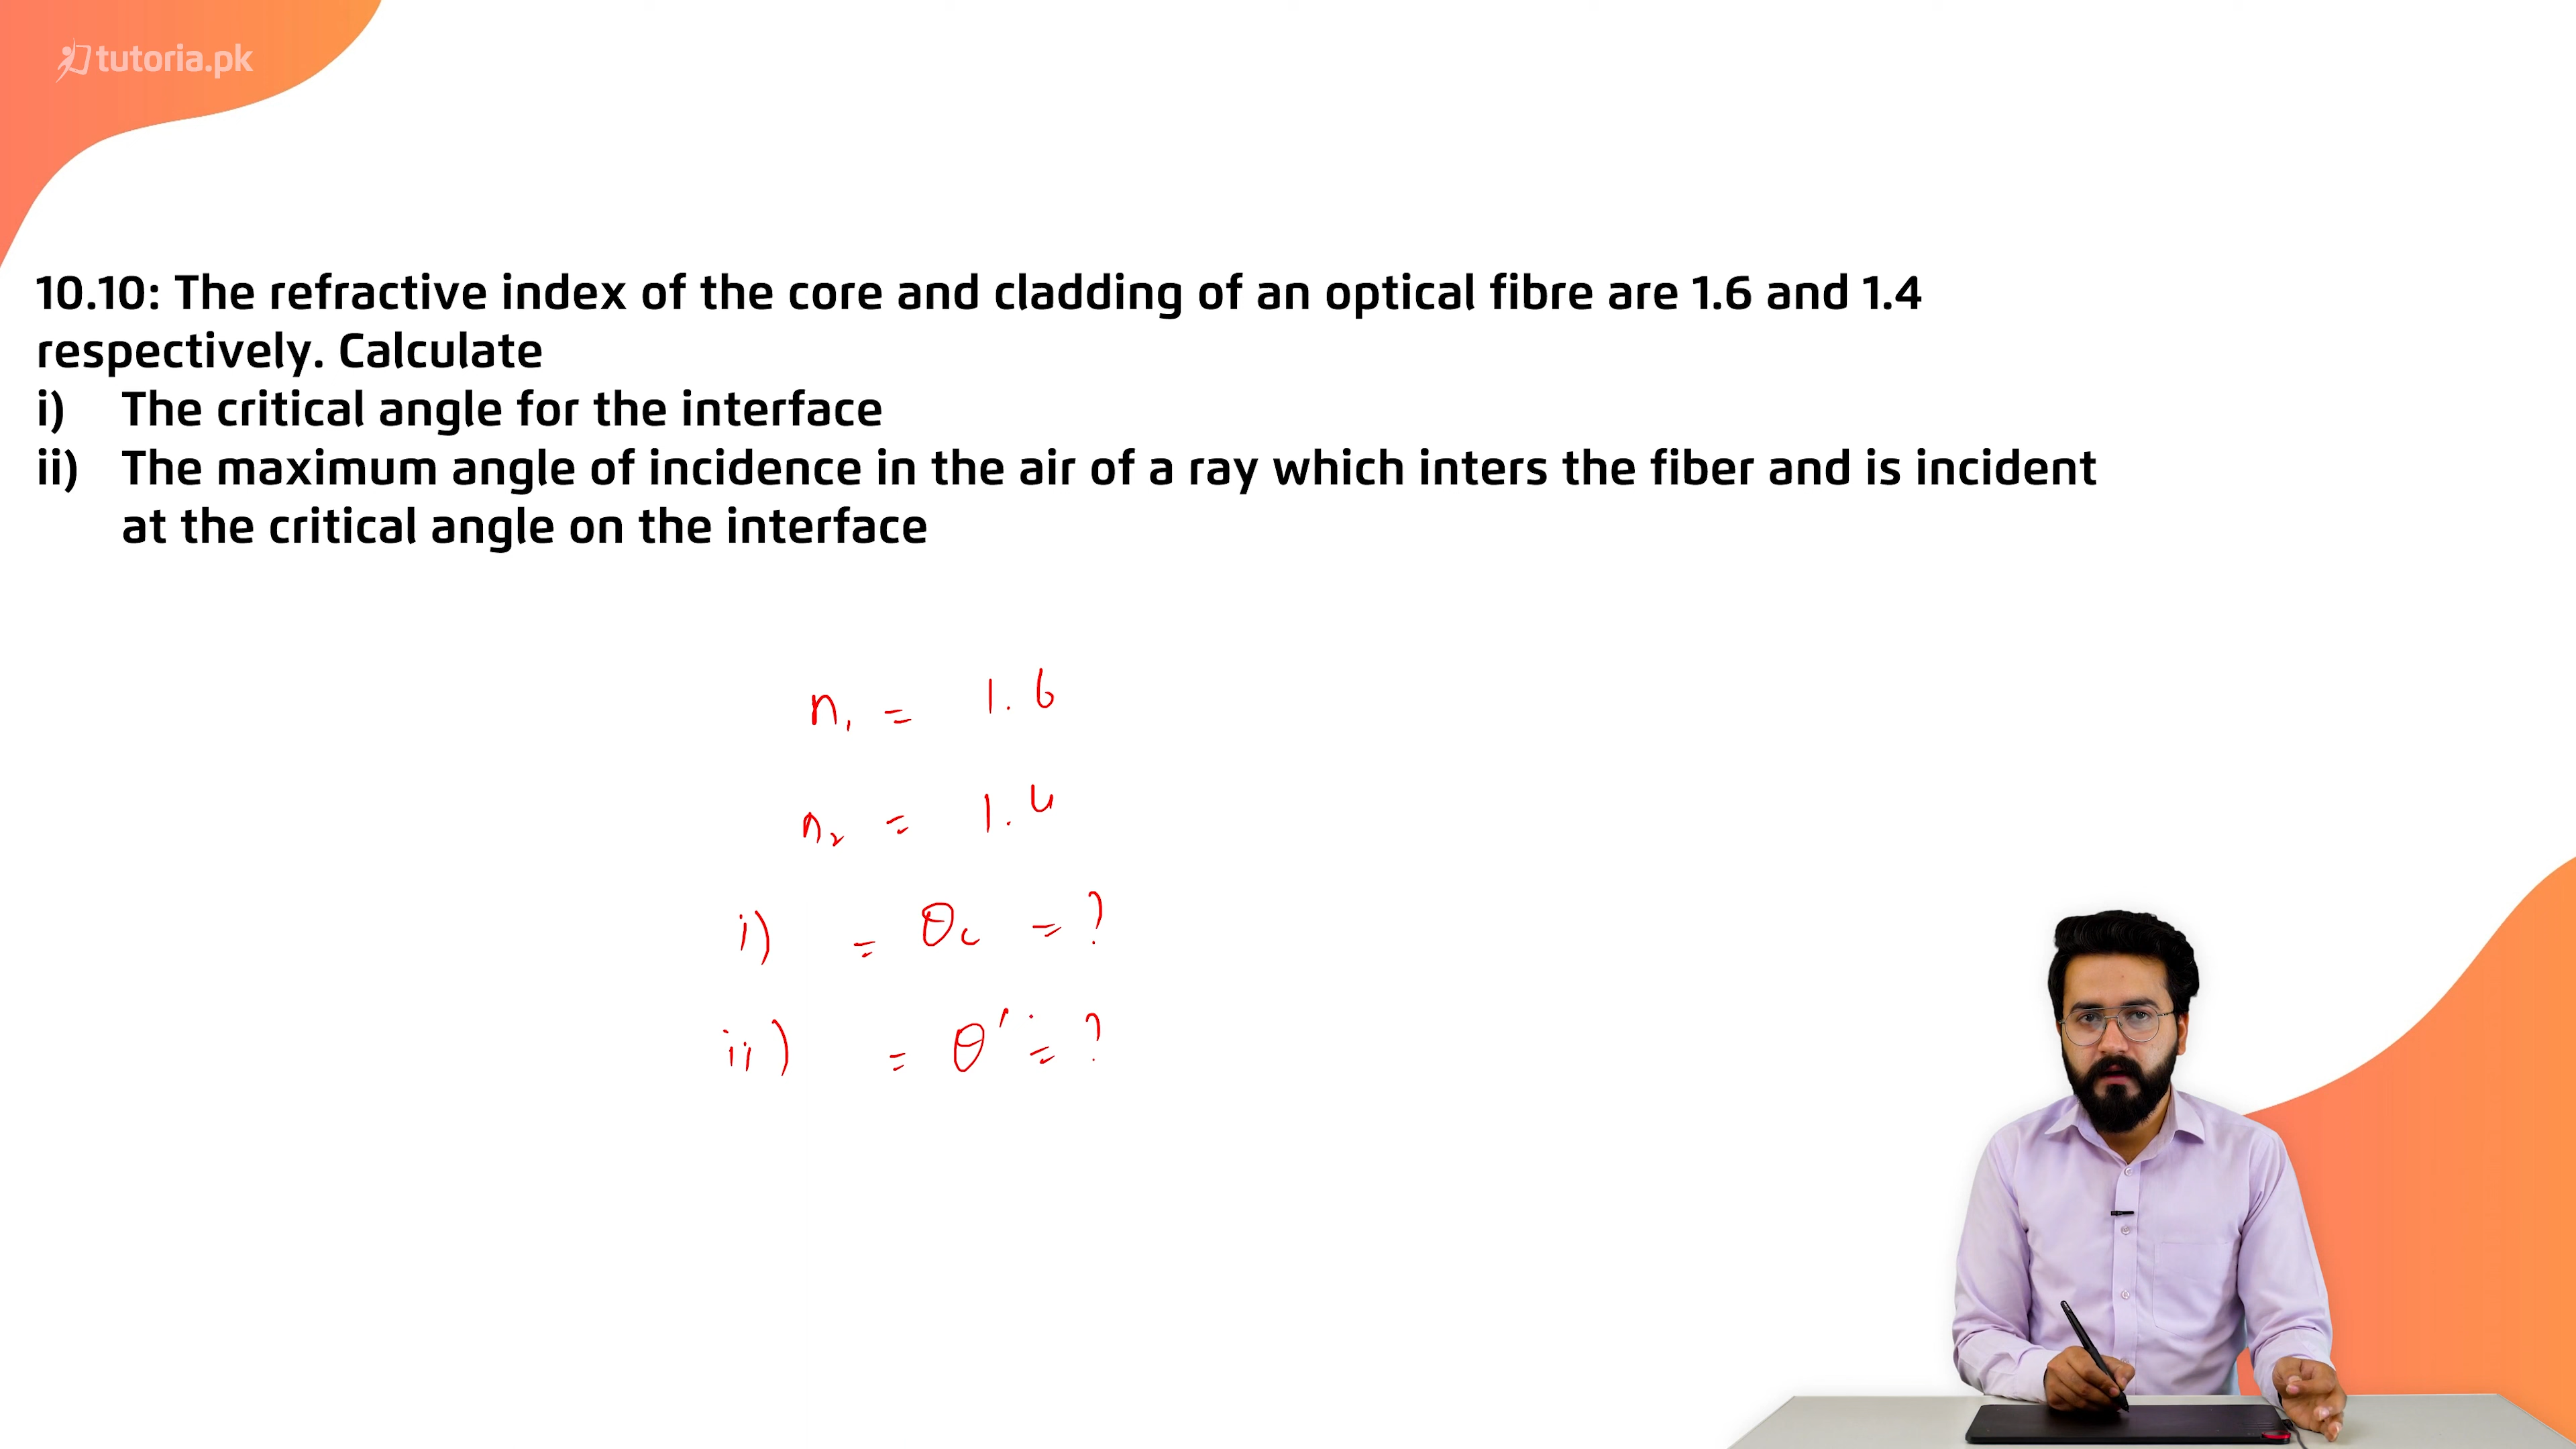 tutoria.pk
10.10: The refractive index of the core and cladding of an optical fibre are 1.6 and 1.4
respectively. Calculate
i) The critical angle for the interface
ii) The maximum angle of incidence in the air of a ray which inters the fiber and is incident
at the critical angle on the interface
n₁ = 1.6
n₂ = 1.4
i) = θc = ?
ii) = θ' = ?